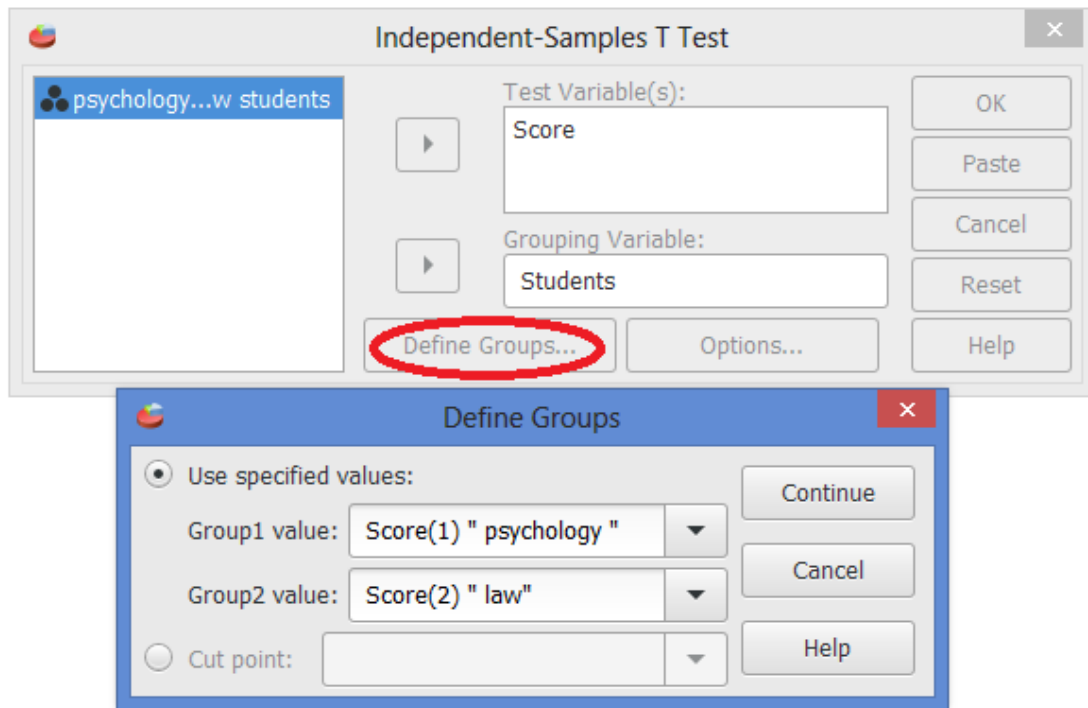 Independent-Samples T Test
psychology...w students
Test Variable(s):
Score
Grouping Variable:
Students
Define Groups...
Options...
OK
Paste
Cancel
Reset
Help
Define Groups
Use specified values:
Group1 value: Score(1) " psychology "
Group2 value: Score(2) " law"
Cut point:
Continue
Cancel
Help